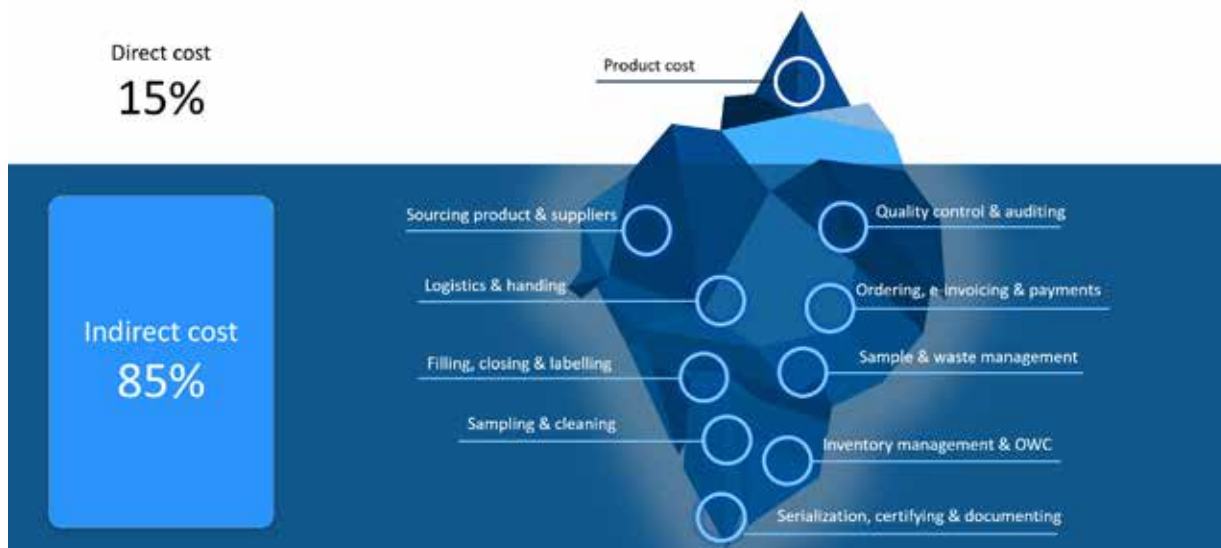 Direct cost
15%
Product cost
Indirect cost
85%
Sourcing product & suppliers
Logistics & handing
Filling, closing & labelling
Sampling & cleaning
Quality control & auditing
Ordering, e-invoicing & payments
Sample & waste management
Inventory management & OWC
Serialization, certifying & documenting